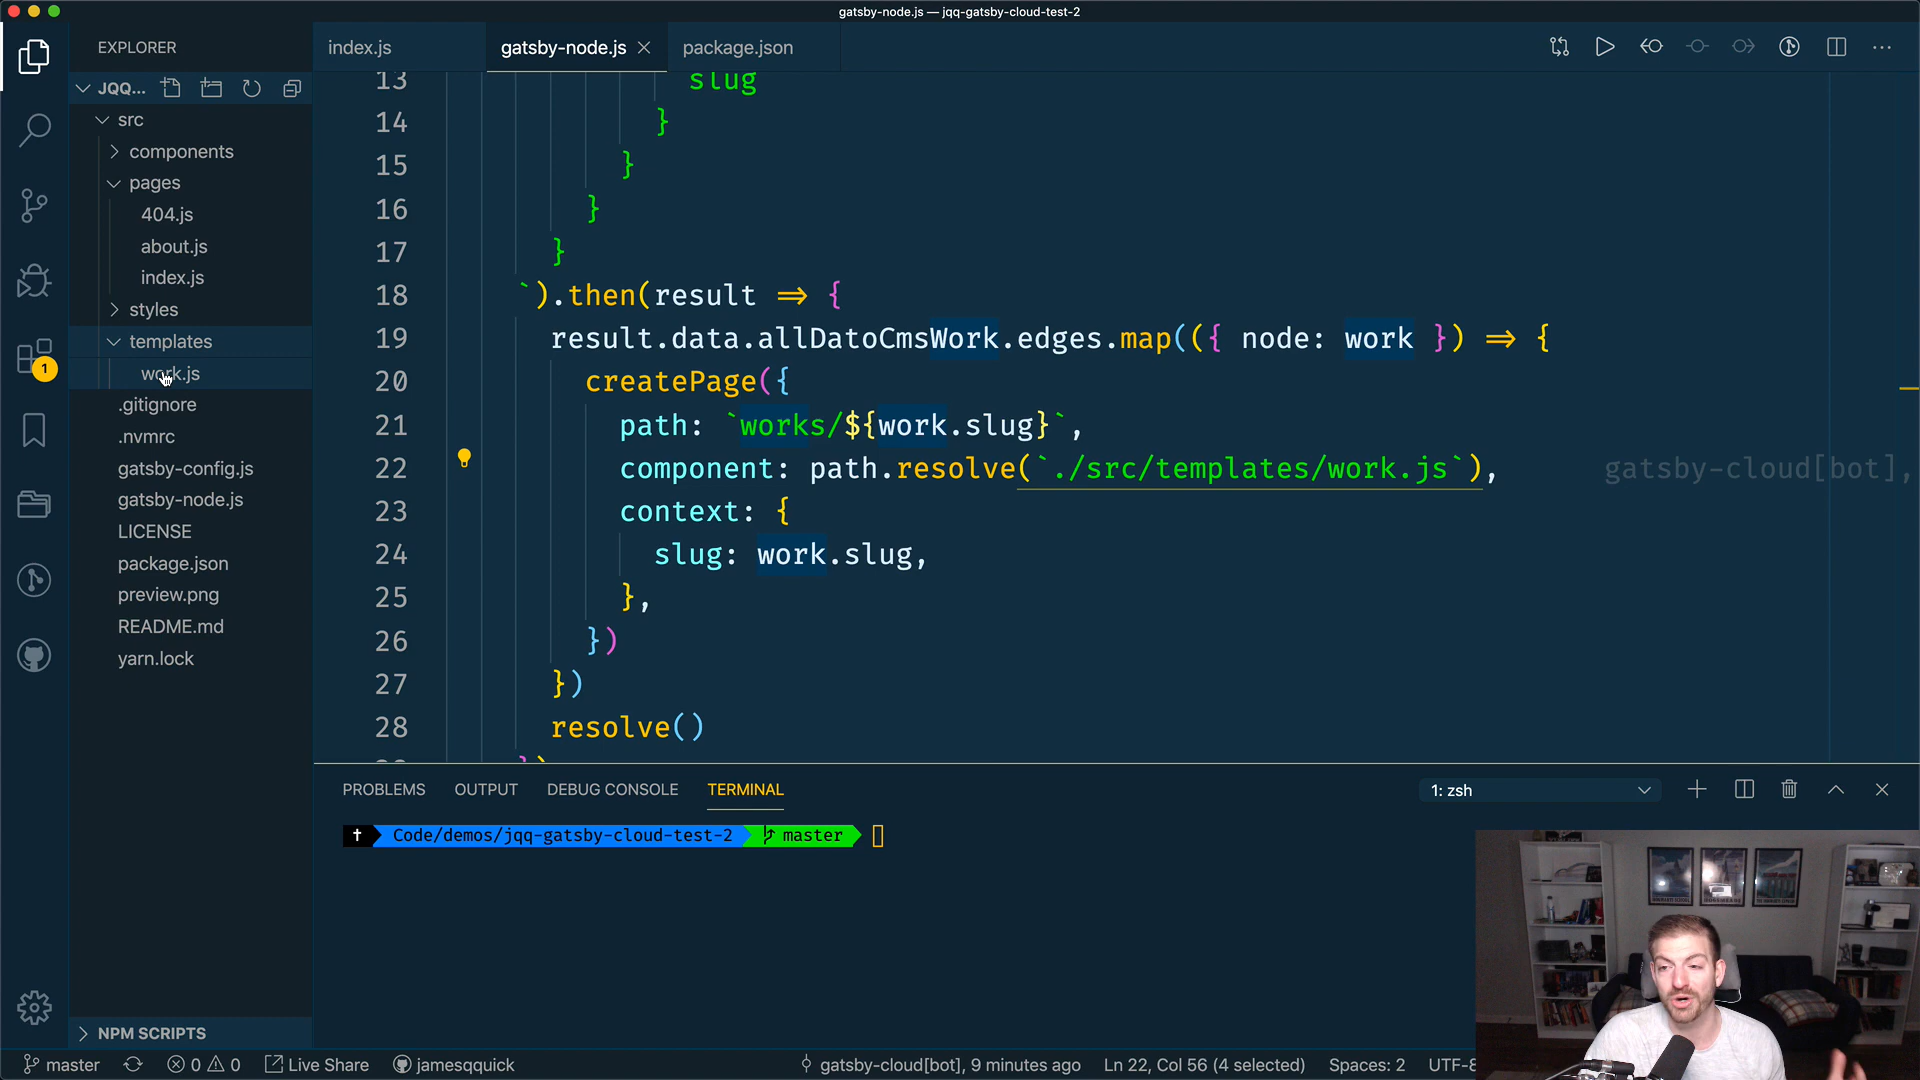 gatsby-node.js — jqq-gatsby-cloud-test-2
EXPLORER
index.js
gatsby-node.js
package.json
JQQ...
src
components
pages
404.js
about.js
index.js
styles
templates
work.js
.gitignore
.nvmrc
gatsby-config.js
gatsby-node.js
LICENSE
package.json
preview.png
README.md
yarn.lock
NPM SCRIPTS
1
13 slug
14 }
15 }
16 }
17 }
18 `).then(result => {
19 result.data.allDatoCmsWork.edges.map(({ node: work }) => {
20 createPage({
21 path: `works/${work.slug}`,
22 component: path.resolve(`./src/templates/work.js`), gatsby-cloud[bot],
23 context: {
24 slug: work.slug,
25 },
26 })
27 })
28 resolve()
PROBLEMS OUTPUT DEBUG CONSOLE TERMINAL
1: zsh
Code/demos/jqq-gatsby-cloud-test-2 master
master 0 0 Live Share jamesqquick gatsby-cloud[bot], 9 minutes ago Ln 22, Col 56 (4 selected) Spaces: 2 UTF-8